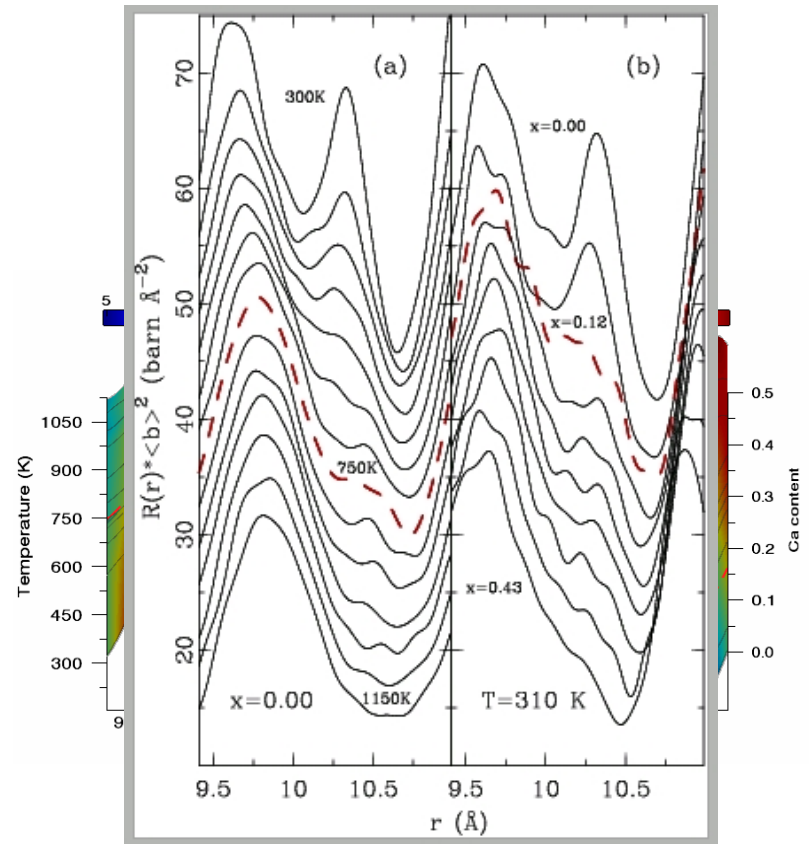 (a)
(b)
300K
x=0.00
x=0.12
750K
x=0.43
x=0.00
1150K
T=310 K
70
60
50
40
30
20
R(r)*<b>² (barn Å⁻²)
9.5 10 10.5 9.5 10 10.5
r (Å)
5
1050
900
750
600
450
300
Temperature (K)
9
0.5
0.4
0.3
0.2
0.1
0.0
Ca content